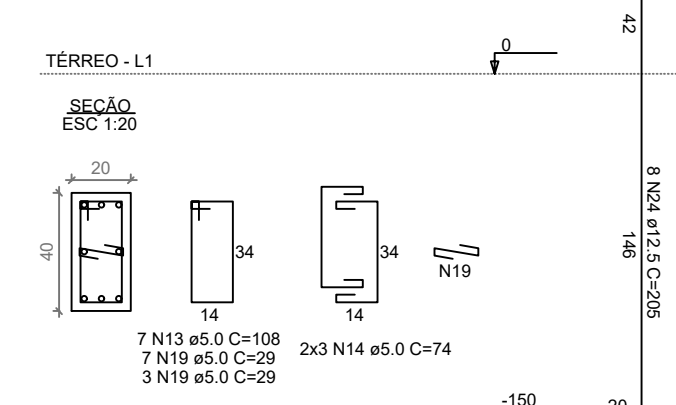 42
0
TÉRREO - L1
SEÇÃO
ESC 1:20
20
40
34
14
7 N13 ø5.0 C=108
7 N19 ø5.0 C=29
3 N19 ø5.0 C=29
34
14
2x3 N14 ø5.0 C=74
N19
146
8 N24 ø12.5 C=205
-150
20